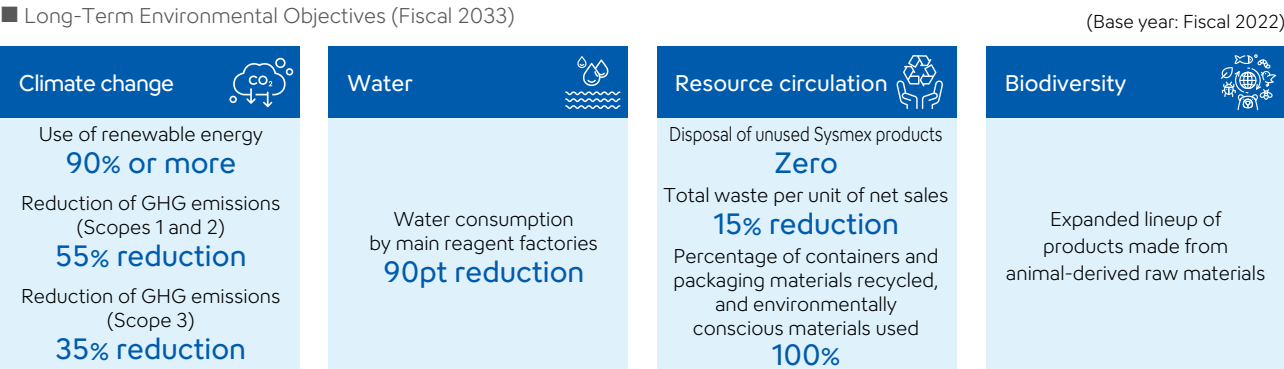 ■ Long-Term Environmental Objectives (Fiscal 2033)
(Base year: Fiscal 2022)
Climate change
CO2
Use of renewable energy
90% or more
Reduction of GHG emissions
(Scopes 1 and 2)
55% reduction
Reduction of GHG emissions
(Scope 3)
35% reduction
Water
Water consumption
by main reagent factories
90pt reduction
Resource circulation
Disposal of unused Sysmex products
Zero
Total waste per unit of net sales
15% reduction
Percentage of containers and
packaging materials recycled,
and environmentally
conscious materials used
100%
Biodiversity
Expanded lineup of
products made from
animal-derived raw materials